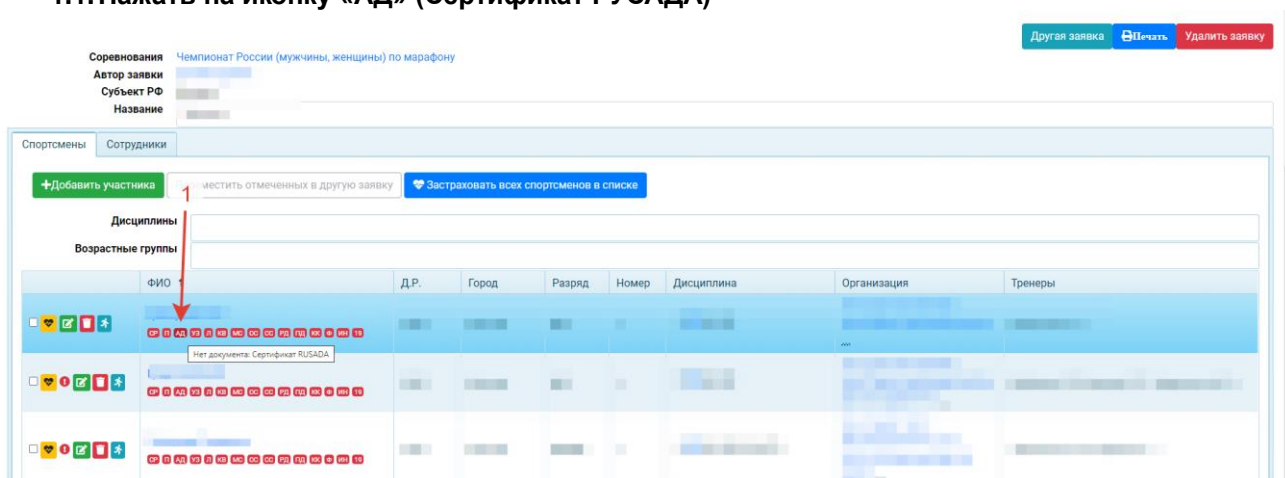 Нажать на иконку «АД» (Сертификат РУСАДА)
Другая заявка Печать Удалить заявку
Соревнования Чемпионат России (мужчины, женщины) по марафону
Автор заявки
Субъект РФ
Название
Спортсмены Сотрудники
+Добавить участника местить отмеченных в другую заявку Застраховать всех спортсменов в списке
1
Дисциплины
Возрастные группы
ФИО Д.Р. Город Разряд Номер Дисциплина Организация Тренеры
СР П АД УЗ Л КВ МС СС СС РД ПД КК Ф ИН 19
Нет документа: Сертификат RUSADA
СР П АД УЗ Л КВ МС СС СС РД ПД КК Ф ИН 19
СР П АД УЗ Л КВ МС СС СС РД ПД КК Ф ИН 19